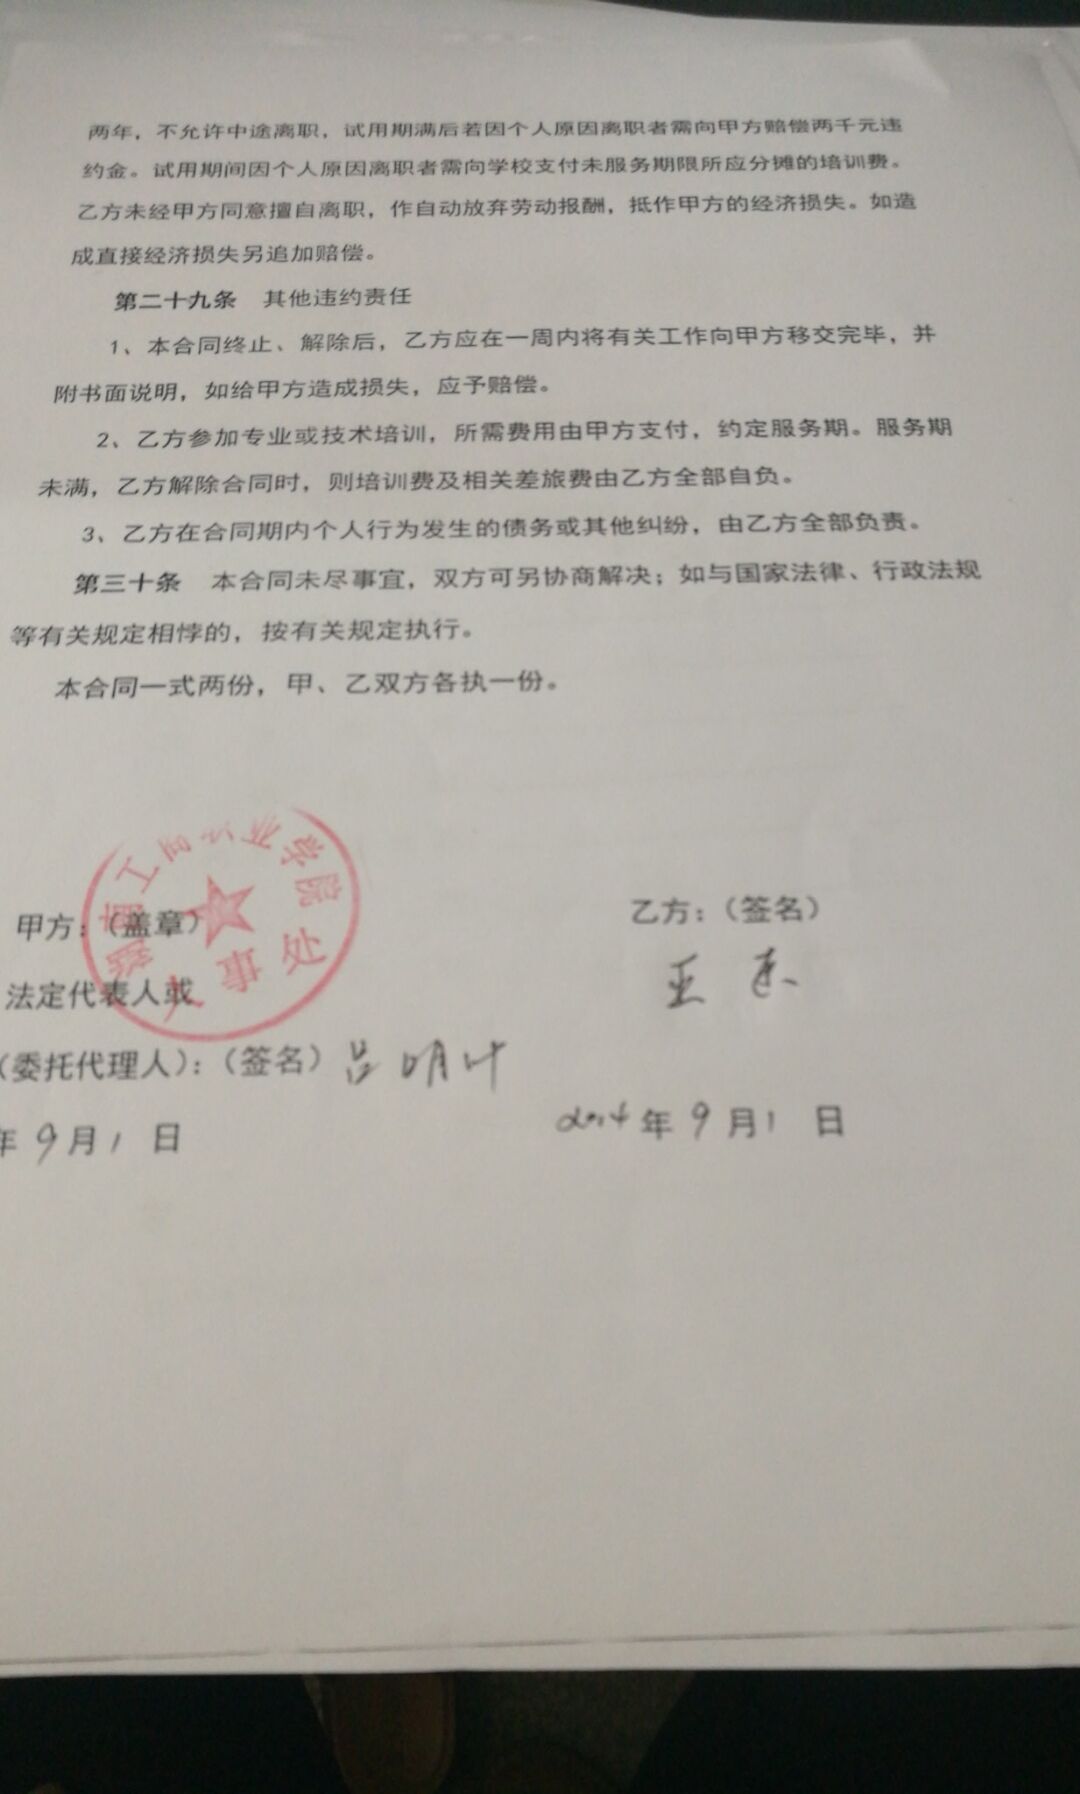 两年，不允许中途离职，试用期满后若因个人原因离职者需向甲方赔偿两千元违
约金。试用期间因个人原因离职者需向学校支付未服务期限所应分摊的培训费。
乙方未经甲方同意擅自离职，作自动放弃劳动报酬，抵作甲方的经济损失。如造
成直接经济损失另追加赔偿。
第二十九条　其他违约责任
1、本合同终止、解除后，乙方应在一周内将有关工作向甲方移交完毕，并
附书面说明，如给甲方造成损失，应予赔偿。
2、乙方参加专业或技术培训，所需费用由甲方支付，约定服务期。服务期
未满，乙方解除合同时，则培训费及相关差旅费由乙方全部自负。
3、乙方在合同期内个人行为发生的债务或其他纠纷，由乙方全部负责。
第三十条　本合同未尽事宜，双方可另协商解决；如与国家法律、行政法规
等有关规定相悖的，按有关规定执行。
本合同一式两份，甲、乙双方各执一份。
甲方：（盖章）
乙方：（签名）
法定代表人或
（委托代理人）：（签名）
年 9月1 日
2014年 9月1 日
工 学院
人事处